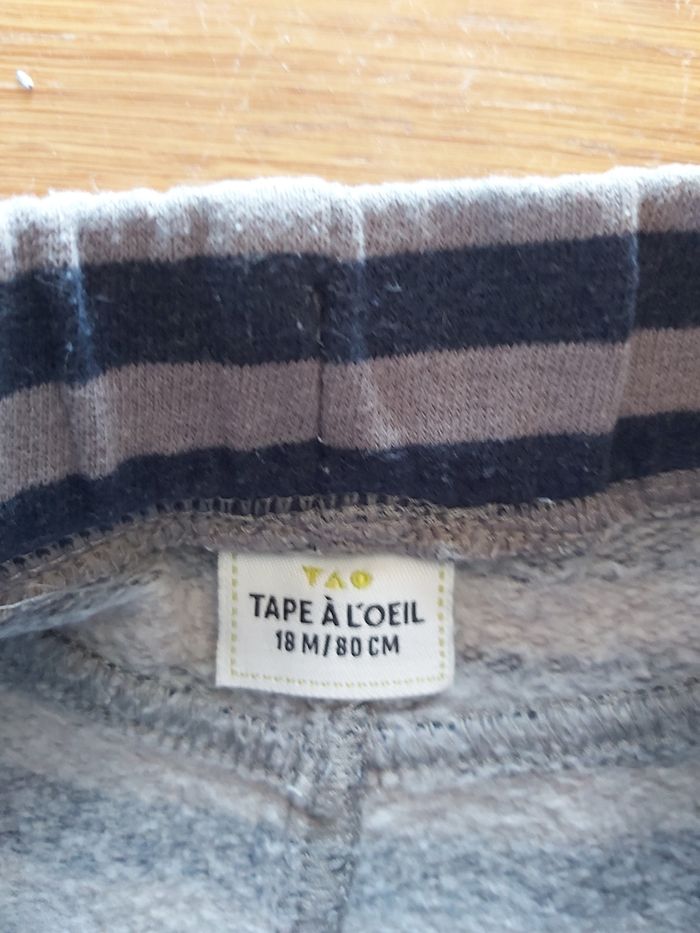 TAO
TAPE À L'OEIL
18 M/80 CM